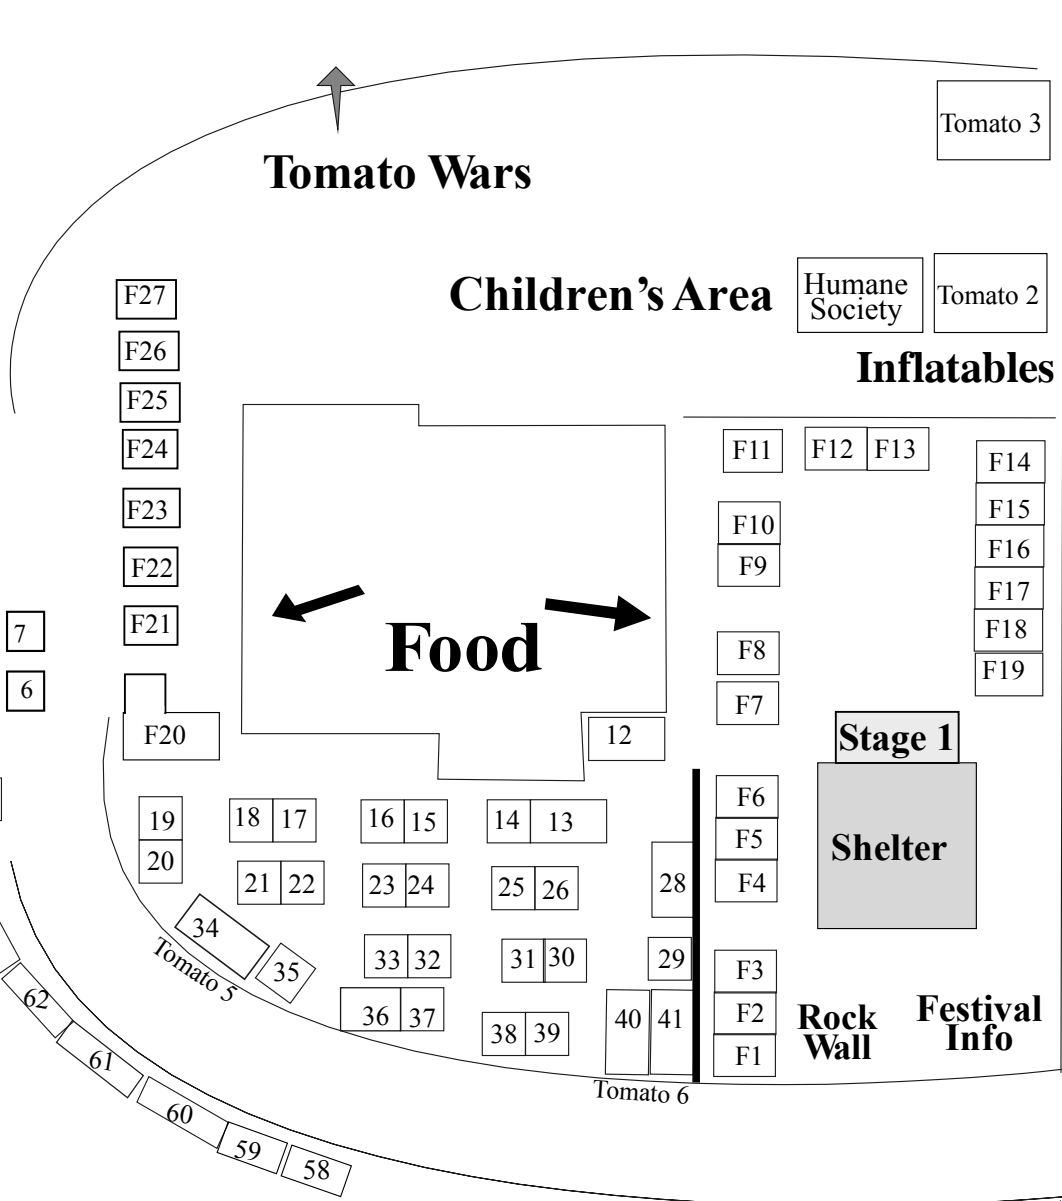 Tomato 3
Tomato Wars
Children's Area
Humane
Society
Tomato 2
Inflatables
F27
F26
F25
F24
F23
F22
F21
7
6
F20
Food
12
F11
F12
F13
F10
F9
F8
F7
F14
F15
F16
F17
F18
F19
Stage 1
Shelter
F6
F5
F4
F3
F2
F1
Rock
Wall
Festival
Info
19
20
18
17
16
15
14
13
21
22
23
24
25
26
28
34
35
33
32
31
30
29
36
37
38
39
40
41
Tomato 5
Tomato 6
62
61
60
59
58